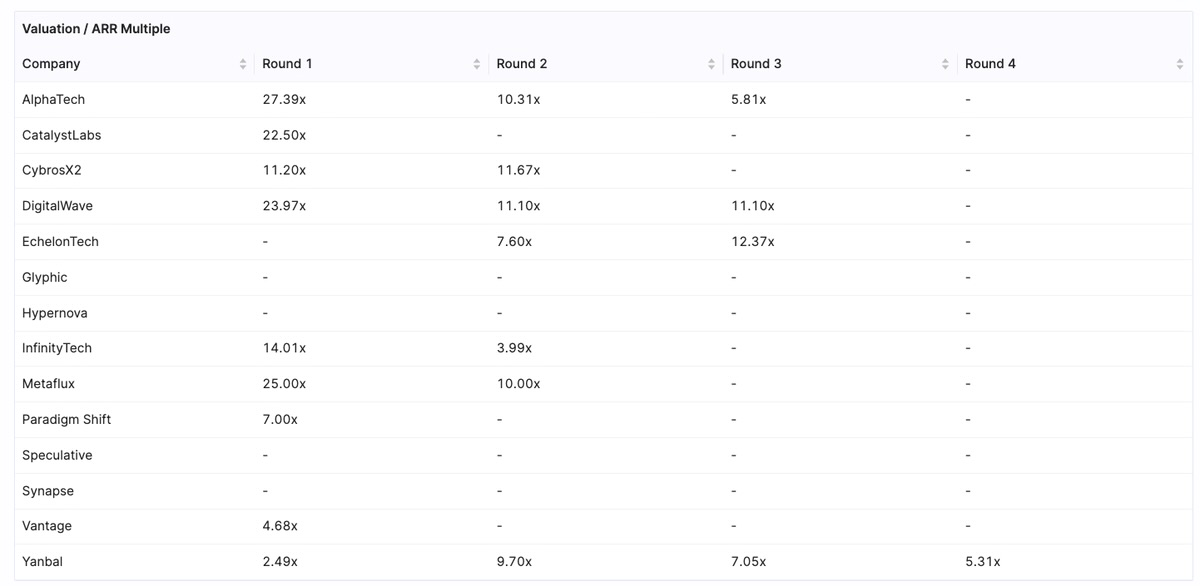 Valuation / ARR Multiple
Company Round 1 Round 2 Round 3 Round 4
AlphaTech 27.39x 10.31x 5.81x -
CatalystLabs 22.50x - - -
CybrosX2 11.20x 11.67x - -
DigitalWave 23.97x 11.10x 11.10x -
EchelonTech - 7.60x 12.37x -
Glyphic - - - -
Hypernova - - - -
InfinityTech 14.01x 3.99x - -
Metaflux 25.00x 10.00x - -
Paradigm Shift 7.00x - - -
Speculative - - - -
Synapse - - - -
Vantage 4.68x - - -
Yanbal 2.49x 9.70x 7.05x 5.31x